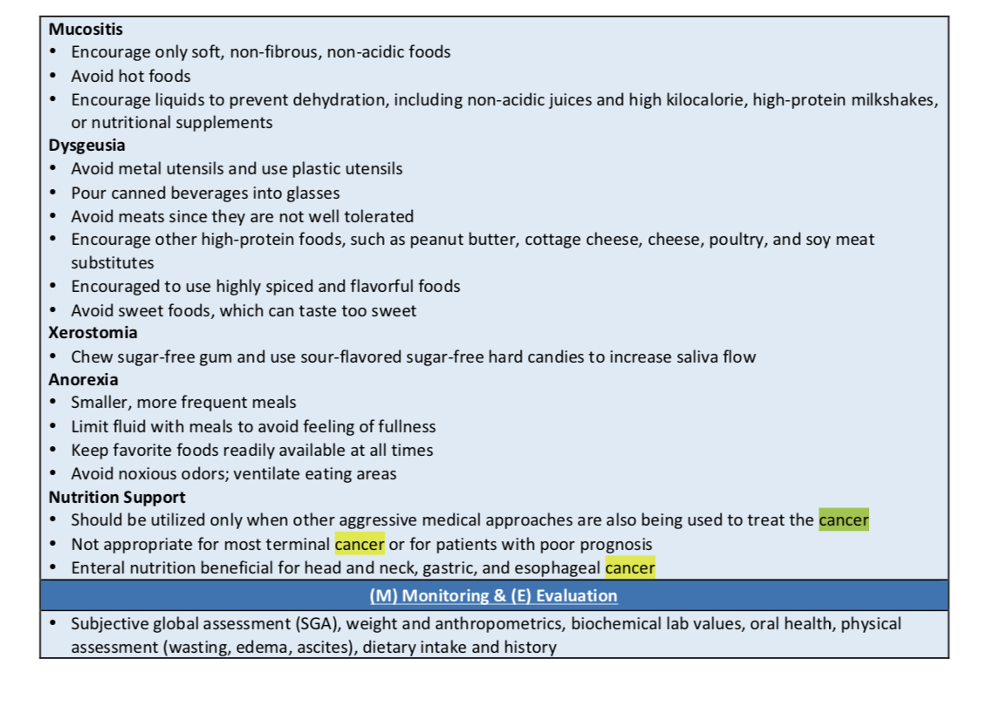 Mucositis
• Encourage only soft, non-fibrous, non-acidic foods
• Avoid hot foods
• Encourage liquids to prevent dehydration, including non-acidic juices and high kilocalorie, high-protein milkshakes,
or nutritional supplements
Dysgeusia
• Avoid metal utensils and use plastic utensils
• Pour canned beverages into glasses
• Avoid meats since they are not well tolerated
• Encourage other high-protein foods, such as peanut butter, cottage cheese, cheese, poultry, and soy meat
substitutes
• Encouraged to use highly spiced and flavorful foods
• Avoid sweet foods, which can taste too sweet
Xerostomia
• Chew sugar-free gum and use sour-flavored sugar-free hard candies to increase saliva flow
Anorexia
• Smaller, more frequent meals
• Limit fluid with meals to avoid feeling of fullness
• Keep favorite foods readily available at all times
• Avoid noxious odors; ventilate eating areas
Nutrition Support
• Should be utilized only when other aggressive medical approaches are also being used to treat the cancer
• Not appropriate for most terminal cancer or for patients with poor prognosis
• Enteral nutrition beneficial for head and neck, gastric, and esophageal cancer
(M) Monitoring & (E) Evaluation
• Subjective global assessment (SGA), weight and anthropometrics, biochemical lab values, oral health, physical
assessment (wasting, edema, ascites), dietary intake and history